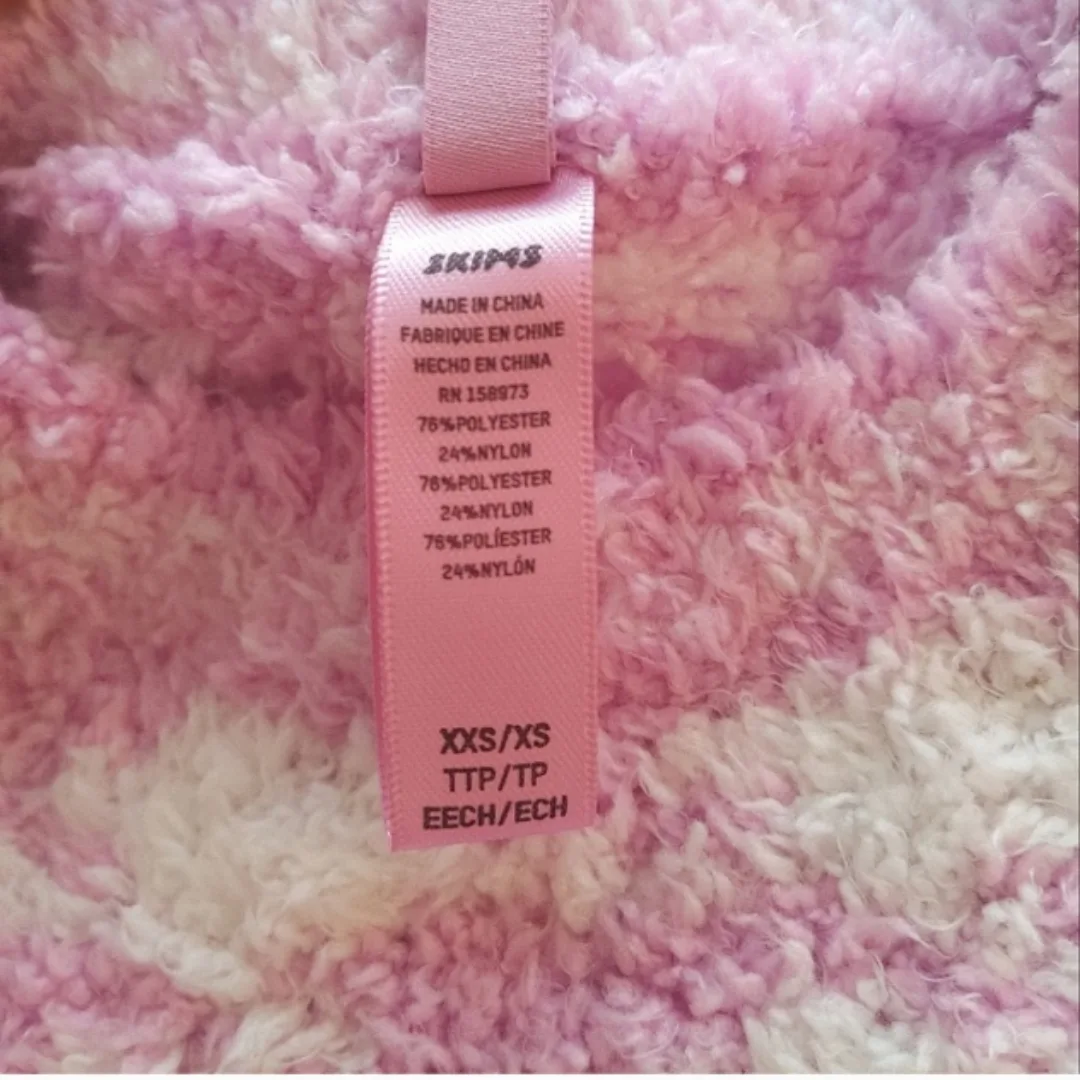 SKIMS
MADE IN CHINA
FABRIQUE EN CHINE
HECHO EN CHINA
RN 158973
76%POLYESTER
24%NYLON
76%POLYESTER
24%NYLON
76%POLÍESTER
24%NYLÓN
XXS/XS
TTP/TP
EECH/ECH